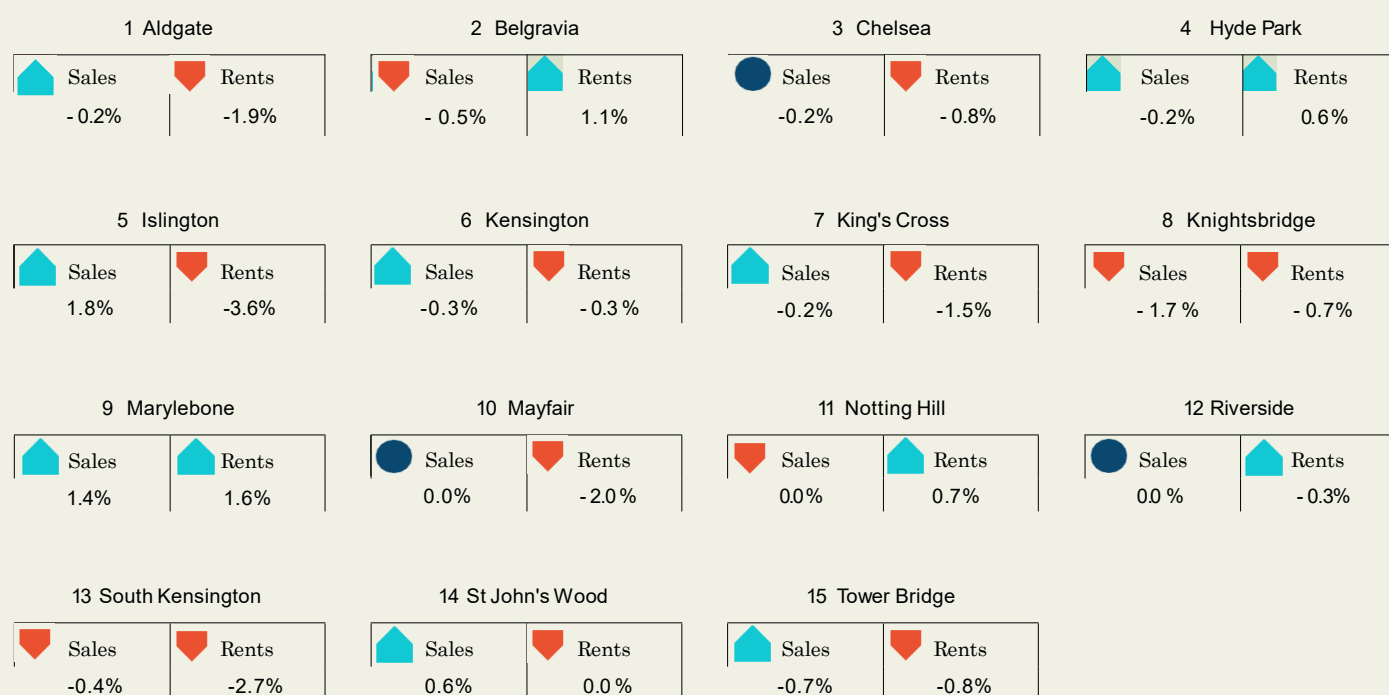 1 Aldgate
2 Belgravia
3 Chelsea
4 Hyde Park
Sales Rents
Sales Rents
Sales Rents
Sales Rents
- 0.2% -1.9%
- 0.5% 1.1%
-0.2% - 0.8%
-0.2% 0.6%
5 Islington
6 Kensington
7 King's Cross
8 Knightsbridge
Sales Rents
Sales Rents
Sales Rents
Sales Rents
1.8% -3.6%
-0.3% - 0.3 %
-0.2% -1.5%
- 1.7 % - 0.7%
9 Marylebone
10 Mayfair
11 Notting Hill
12 Riverside
Sales Rents
Sales Rents
Sales Rents
Sales Rents
1.4% 1.6%
0.0% - 2.0 %
0.0% 0.7%
0.0 % - 0.3%
13 South Kensington
14 St John's Wood
15 Tower Bridge
Sales Rents
Sales Rents
Sales Rents
-0.4% -2.7%
0.6% 0.0 %
-0.7% -0.8%